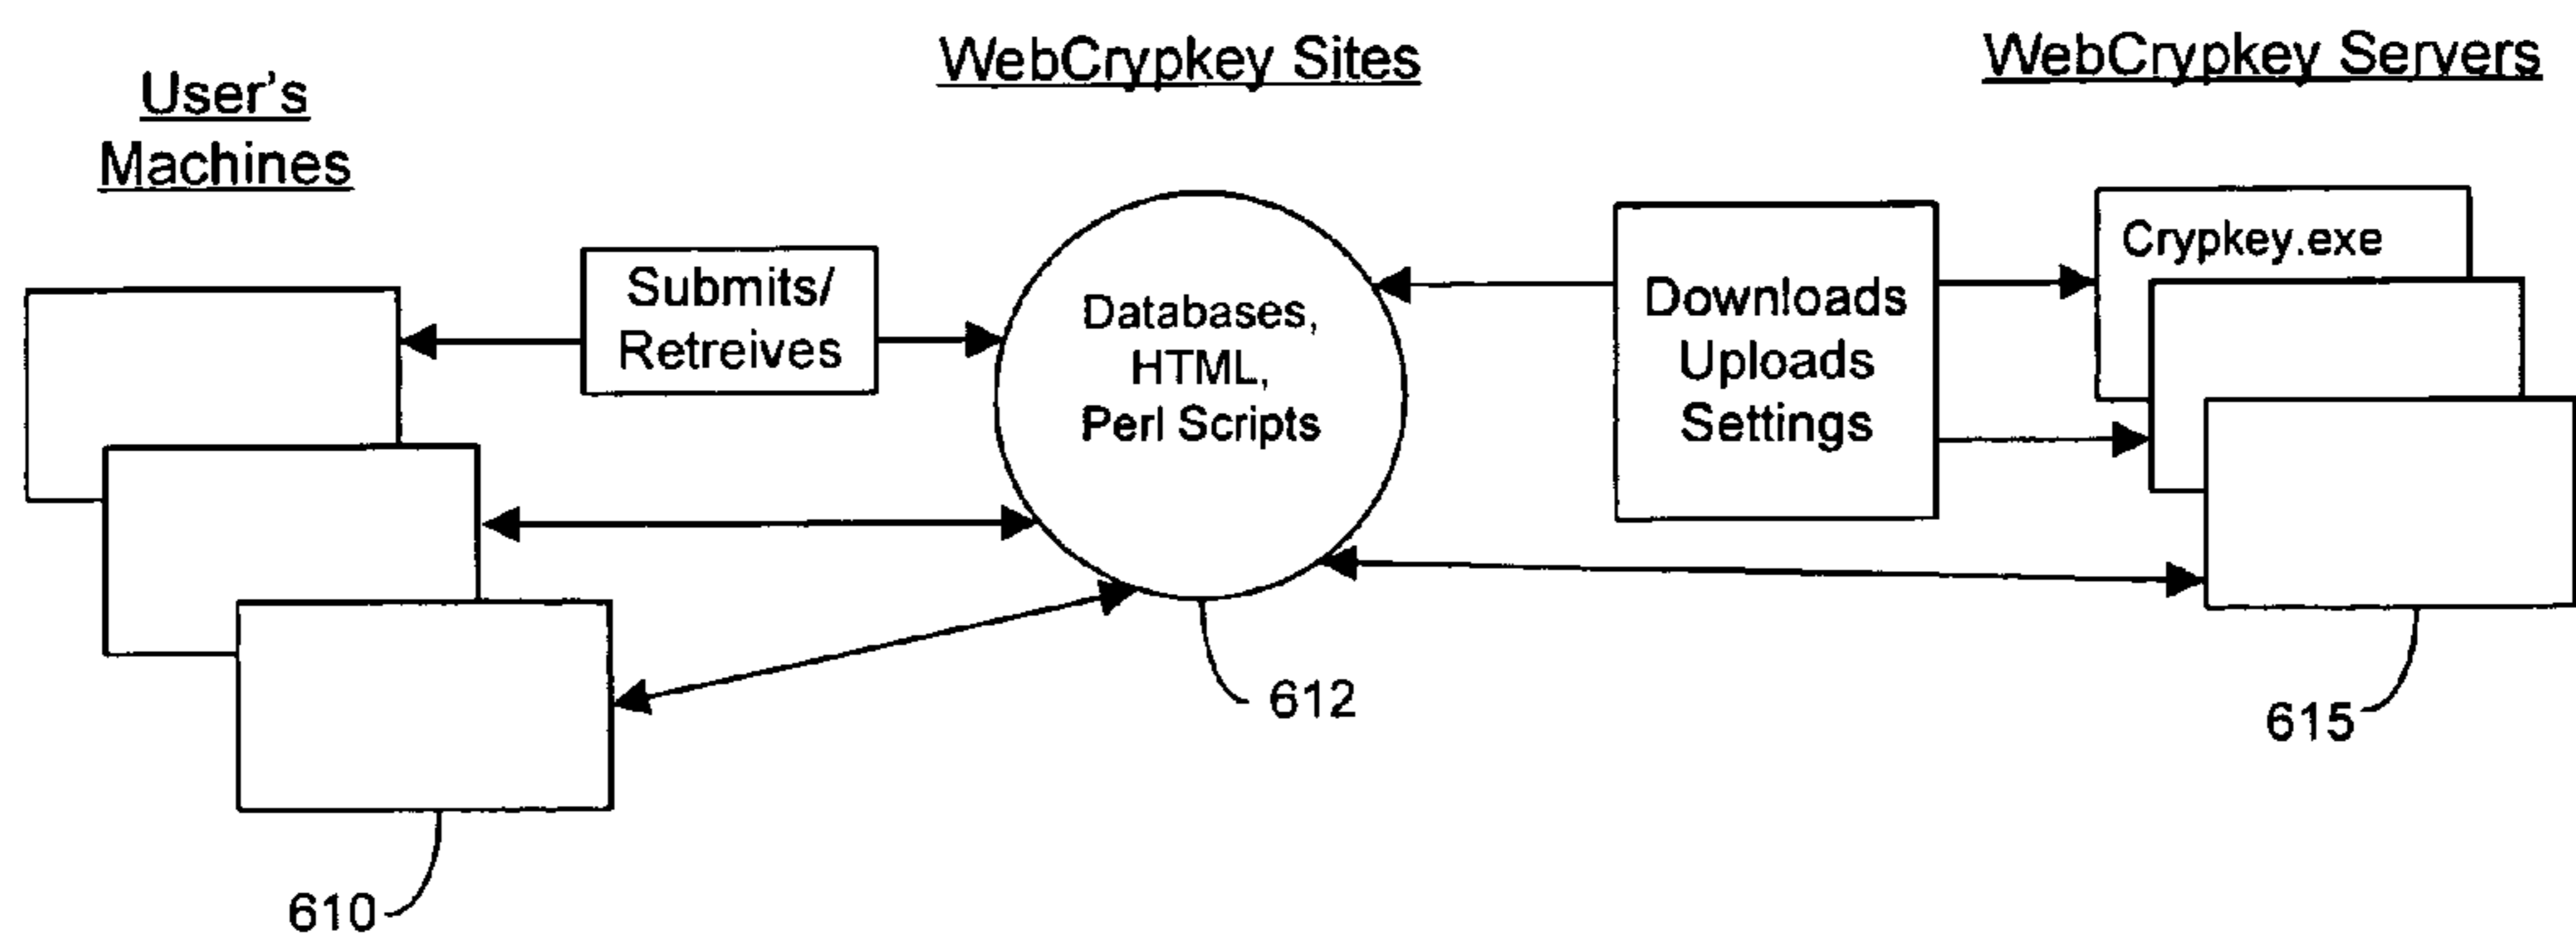 User's
Machines
WebCrypkey Sites
WebCrypkey Servers
Submits/
Retreives
Databases,
HTML,
Perl Scripts
Downloads
Uploads
Settings
Crypkey.exe
612
615
610